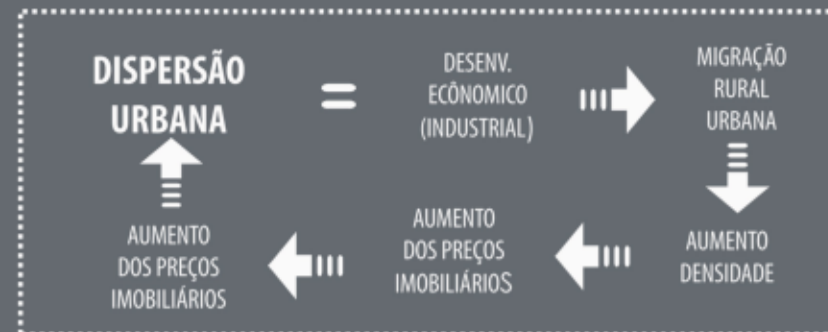 DISPERSÃO
URBANA
=
DESENV.
ECÔNOMICO
(INDUSTRIAL)
MIGRAÇÃO
RURAL
URBANA
AUMENTO
DENSIDADE
AUMENTO
DOS PREÇOS
IMOBILIÁRIOS
AUMENTO
DOS PREÇOS
IMOBILIÁRIOS